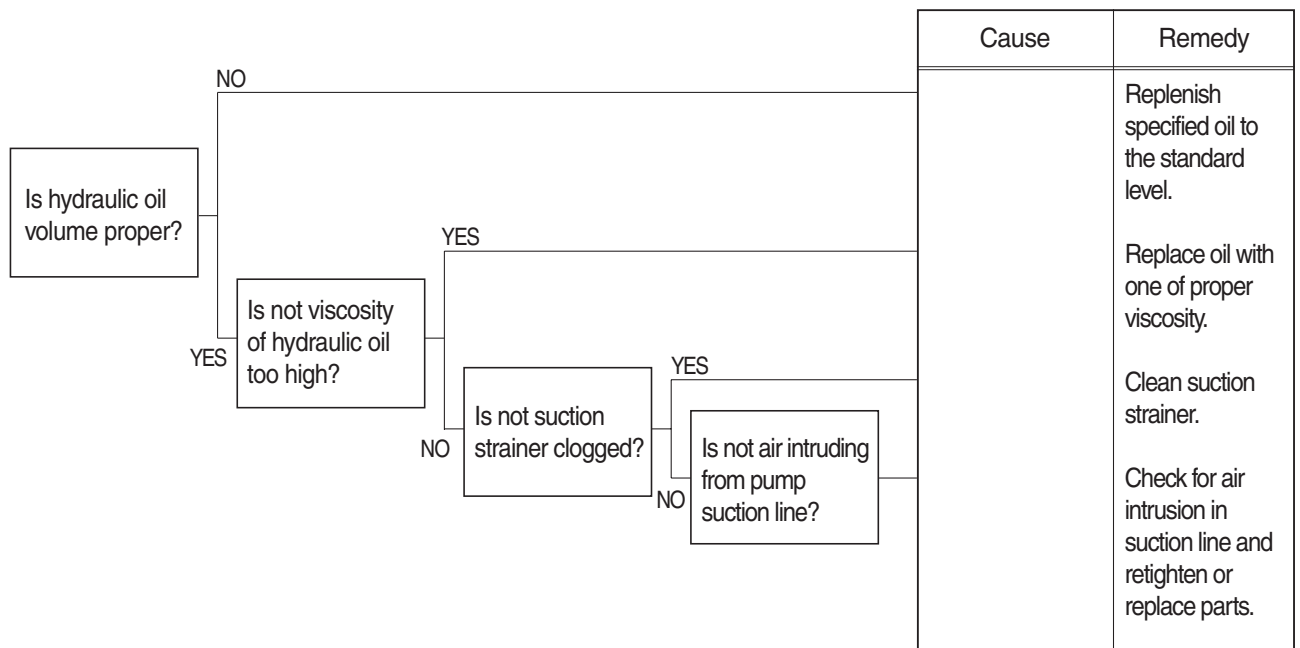 Cause
Remedy
NO
Replenish
specified oil to
the standard
level.
Is hydraulic oil
volume proper?
YES
Replace oil with
one of proper
viscosity.
YES
Is not viscosity
of hydraulic oil
too high?
YES
Clean suction
strainer.
NO
Is not suction
strainer clogged?
NO
Is not air intruding
from pump
suction line?
Check for air
intrusion in
suction line and
retighten or
replace parts.